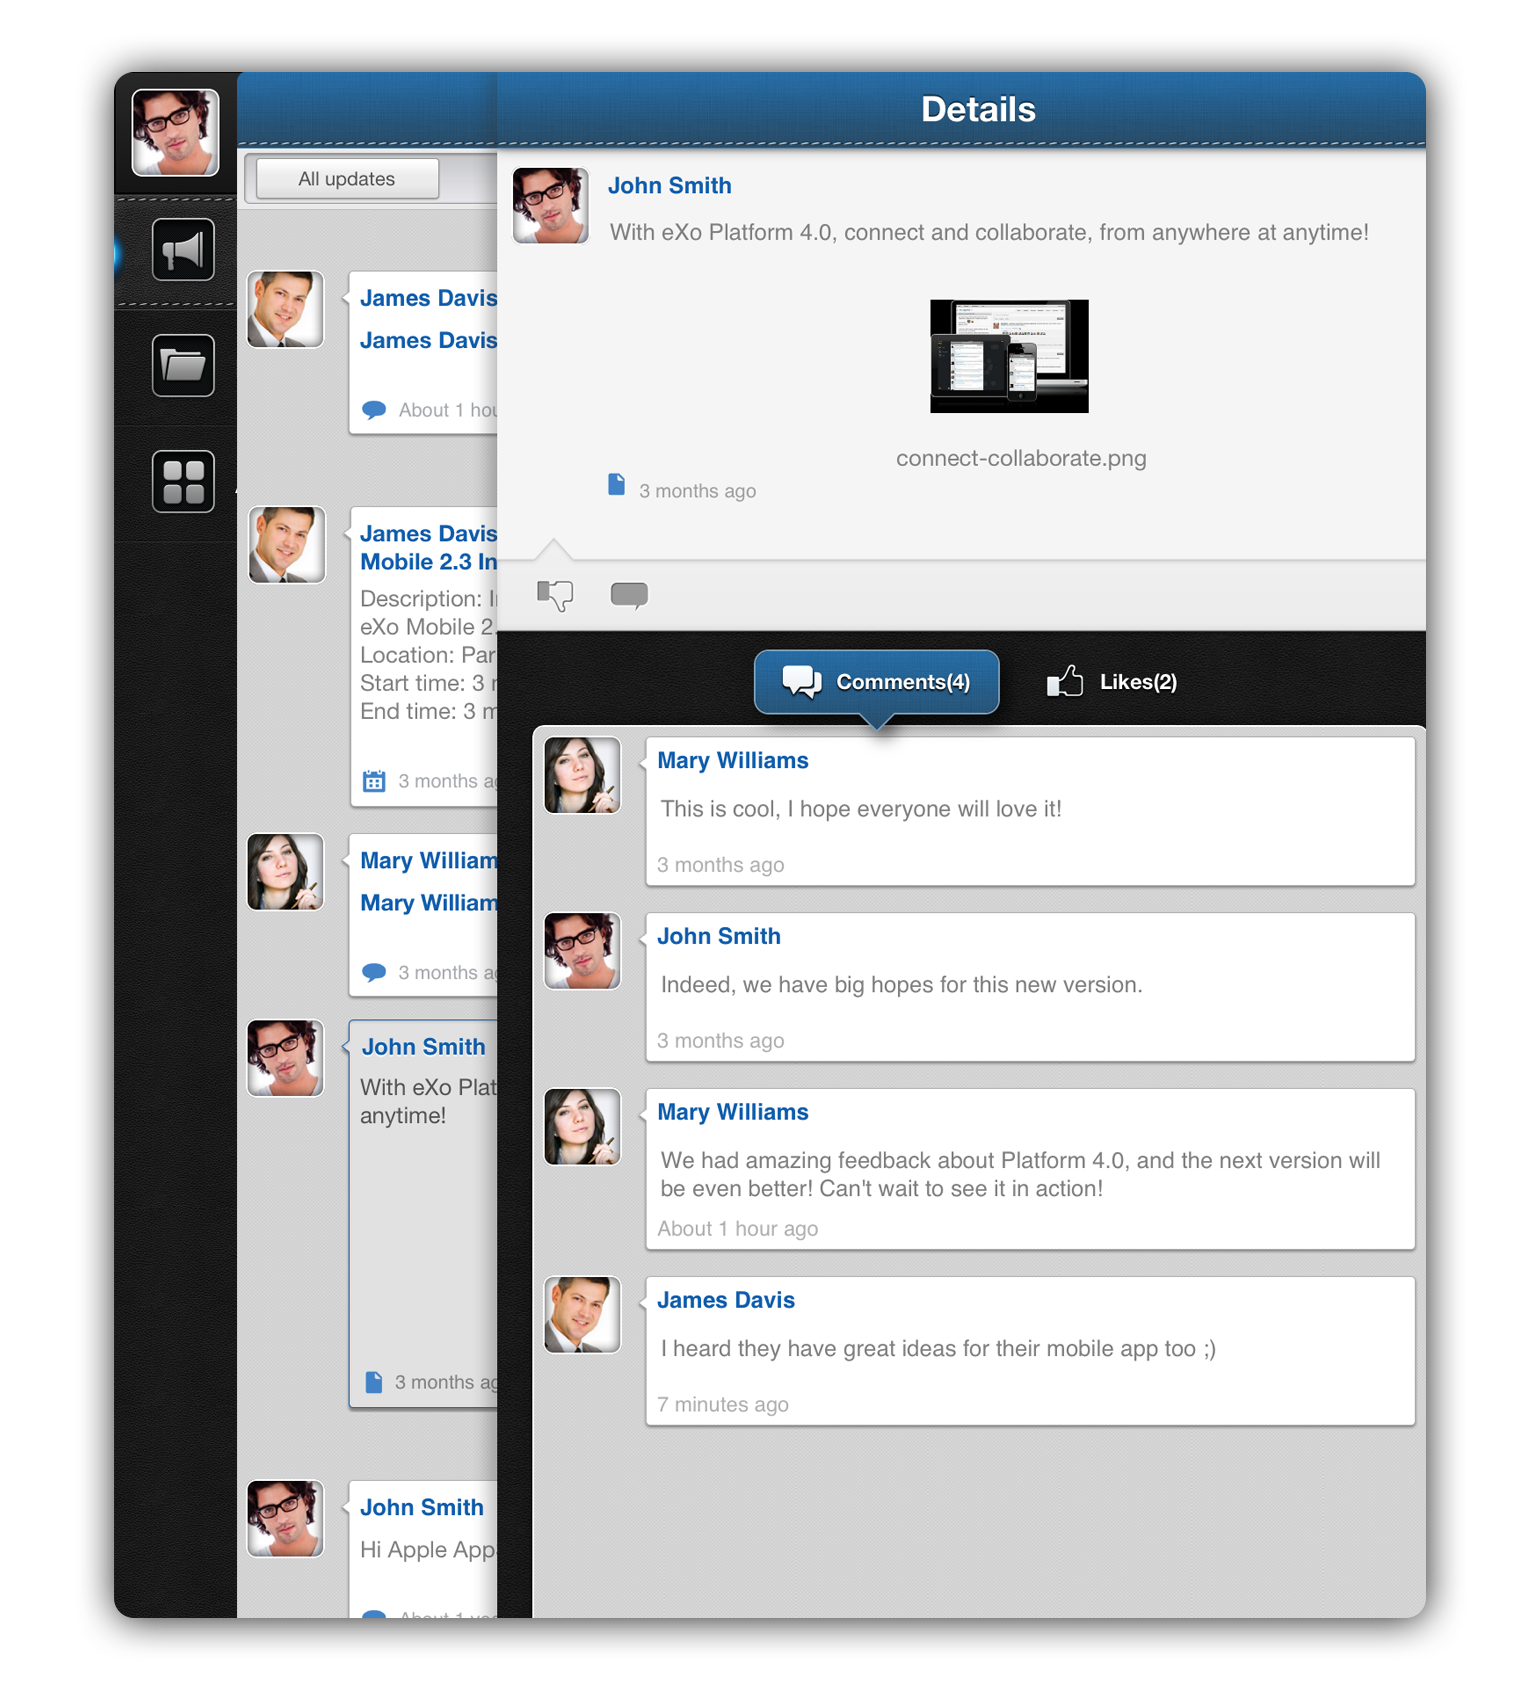 Details
All updates
James Davis
James Davis
About 1 hou
James Davis
Mobile 2.3 In
Description: I
eXo Mobile 2.
Location: Par
Start time: 3
End time: 3 m
3 months ag
Mary William
Mary William
3 months ag
John Smith
With eXo Plat
anytime!
3 months ag
John Smith
Hi Apple App
About 1 yea
John Smith
With eXo Platform 4.0, connect and collaborate, from anywhere at anytime!
connect-collaborate.png
3 months ago
Comments(4)
Likes(2)
Mary Williams
This is cool, I hope everyone will love it!
3 months ago
John Smith
Indeed, we have big hopes for this new version.
3 months ago
Mary Williams
We had amazing feedback about Platform 4.0, and the next version will
be even better! Can't wait to see it in action!
About 1 hour ago
James Davis
I heard they have great ideas for their mobile app too ;)
7 minutes ago